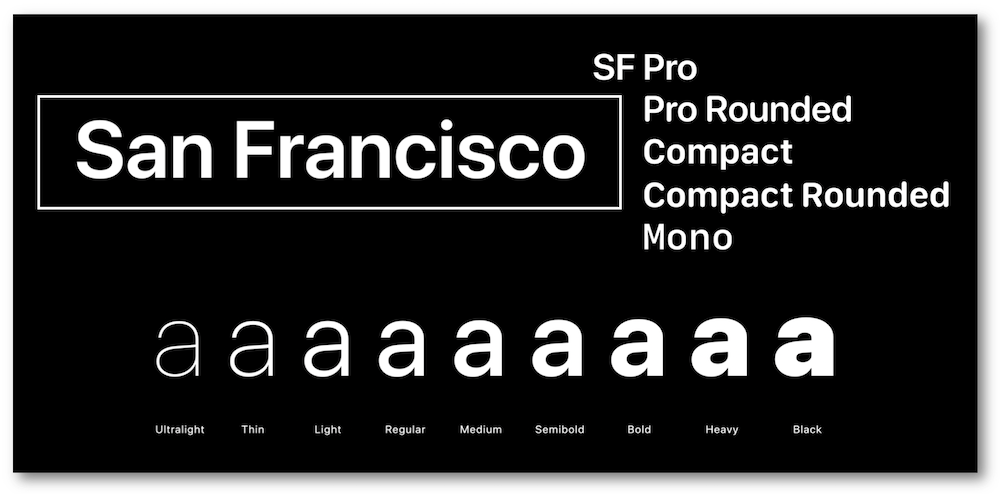 San Francisco
SF Pro
Pro Rounded
Compact
Compact Rounded
Mono
a a a a a a a a a
Ultralight Thin Light Regular Medium Semibold Bold Heavy Black